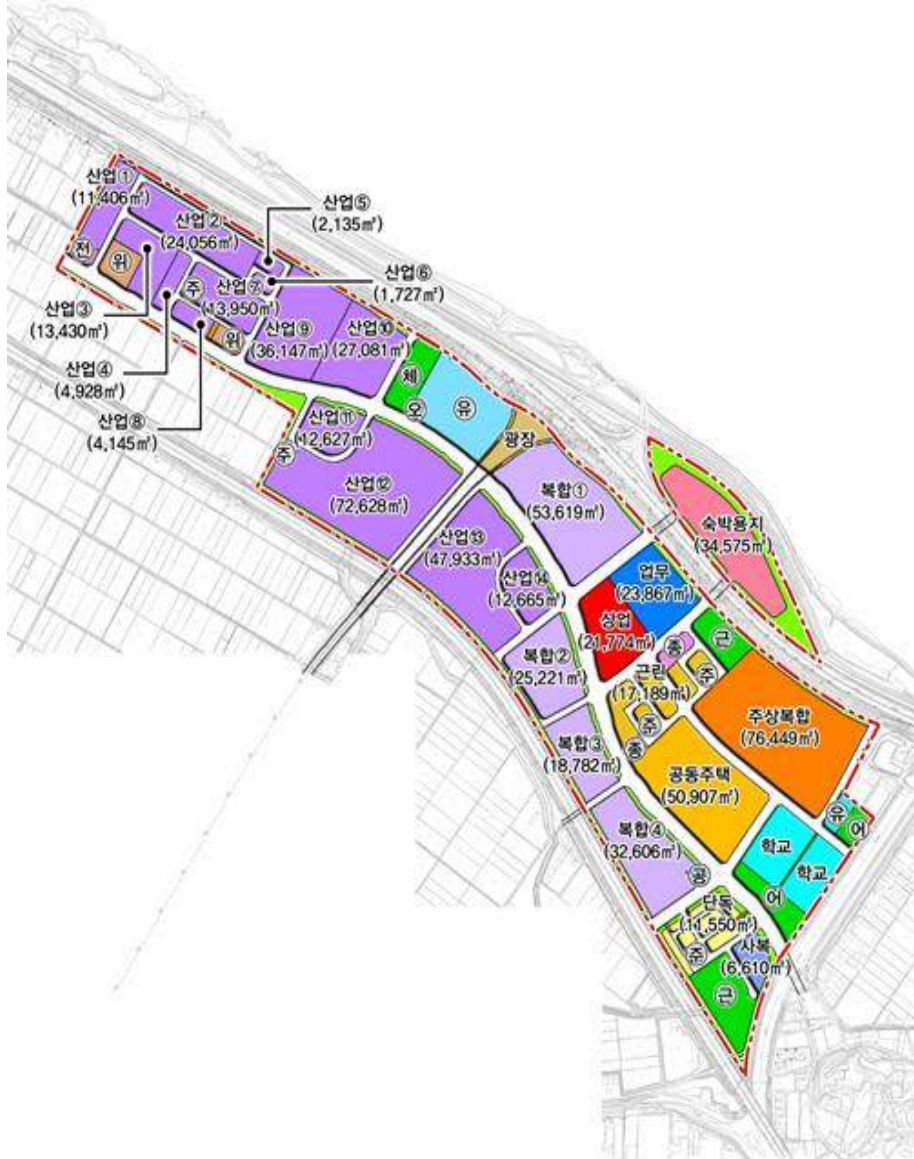 산업①
(11,406㎡)
산업②
(24,056㎡)
산업⑤
(2,135㎡)
산업⑥
(1,727㎡)
전
위
주
산업⑦
(13,950㎡)
산업③
(13,430㎡)
산업④
(4,928㎡)
산업⑧
(4,145㎡)
위
산업⑨
(36,147㎡)
산업⑩
(27,081㎡)
체
오
유
광장
산업⑪
(12,627㎡)
주
산업⑫
(72,628㎡)
복합①
(53,619㎡)
숙박용지
(34,575㎡)
산업⑬
(47,933㎡)
산업⑭
(12,665㎡)
업무
(23,867㎡)
상업
(21,774㎡)
종
근
근린
(17,189㎡)
준
준
종
복합②
(25,221㎡)
주상복합
(76,449㎡)
복합③
(18,782㎡)
공동주택
(50,907㎡)
유
어
복합④
(32,606㎡)
학교
학교
공
어
단독
(11,550㎡)
준
사복
(6,610㎡)
근